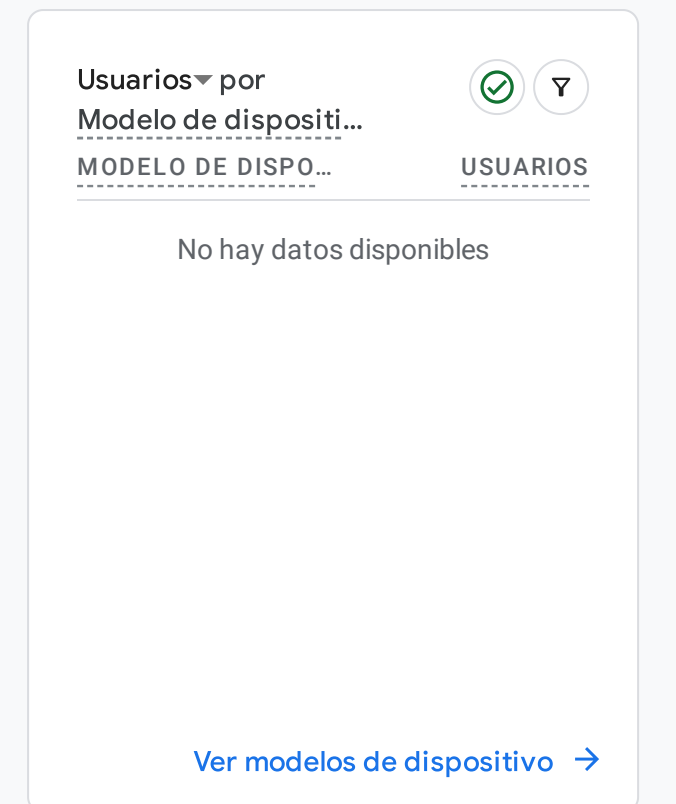 Usuarios por
Modelo de dispositi...
MODELO DE DISPO... USUARIOS
No hay datos disponibles
Ver modelos de dispositivo